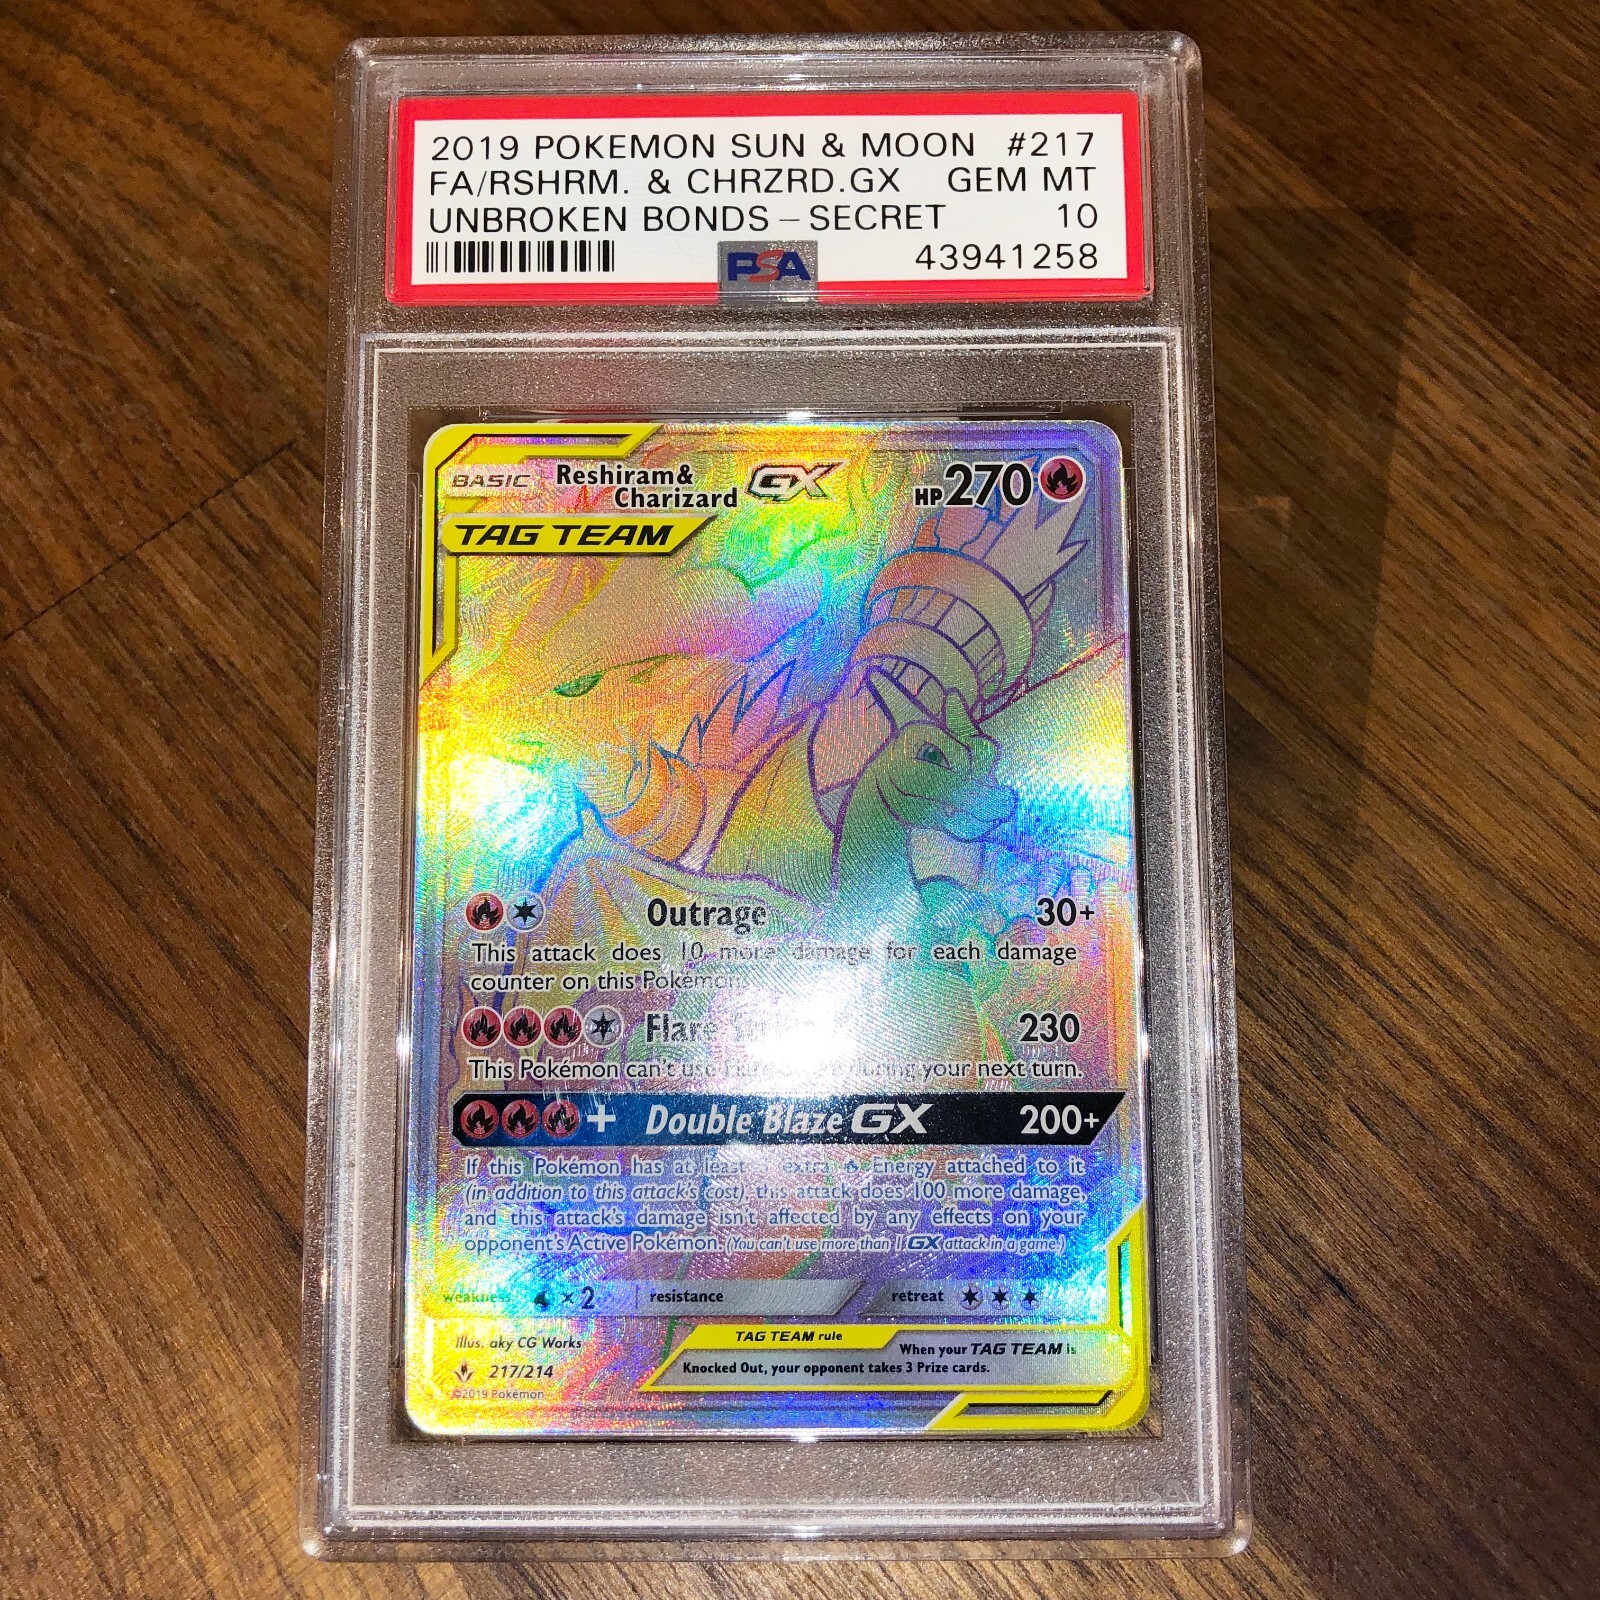 2019 POKEMON SUN & MOON #217
FA/RSHRM. & CHRZRD.GX GEM MT
UNBROKEN BONDS - SECRET 10
PSA 43941258
BASIC Reshiram& Charizard GX HP270
TAG TEAM
Outrage 30+
This attack does 10 more damage for each damage
counter on this Pokémon.
Flare 230
This Pokémon can't use during your next turn.
+ Double Blaze GX 200+
If this Pokémon has at least 3 extra Energy attached to it
(in addition to this attack's cost), this attack does 100 more damage,
and this attack's damage isn't affected by any effects on your
opponent's Active Pokémon. (You can't use more than 1 GX attack in a game.)
weakness × 2 resistance retreat
Illus. aky CG Works
217/214
©2019 Pokémon
TAG TEAM rule
When your TAG TEAM is
Knocked Out, your opponent takes 3 Prize cards.